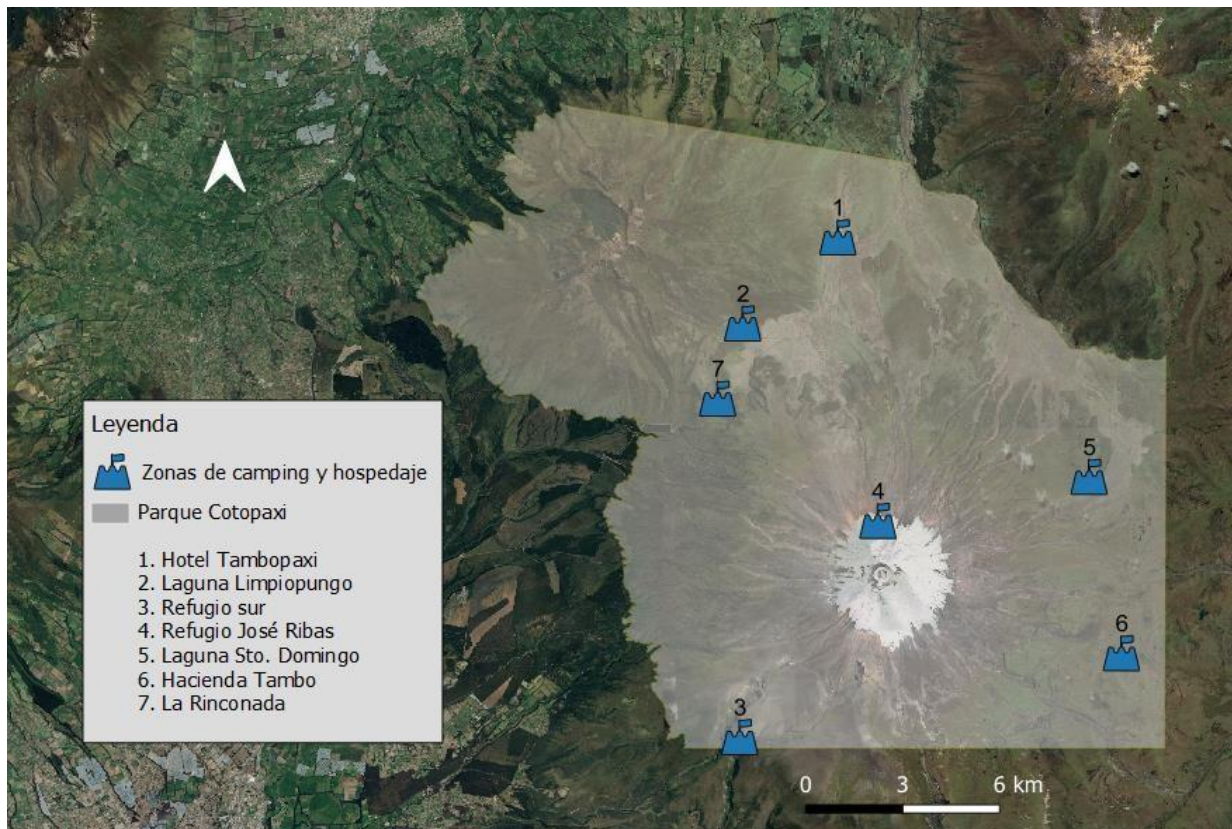 1
2
7
5
4
6
3
Leyenda
Zonas de camping y hospedaje
Parque Cotopaxi
1. Hotel Tambopaxi
2. Laguna Limpiopungo
3. Refugio sur
4. Refugio José Ribas
5. Laguna Sto. Domingo
6. Hacienda Tambo
7. La Rinconada
0 3 6 km